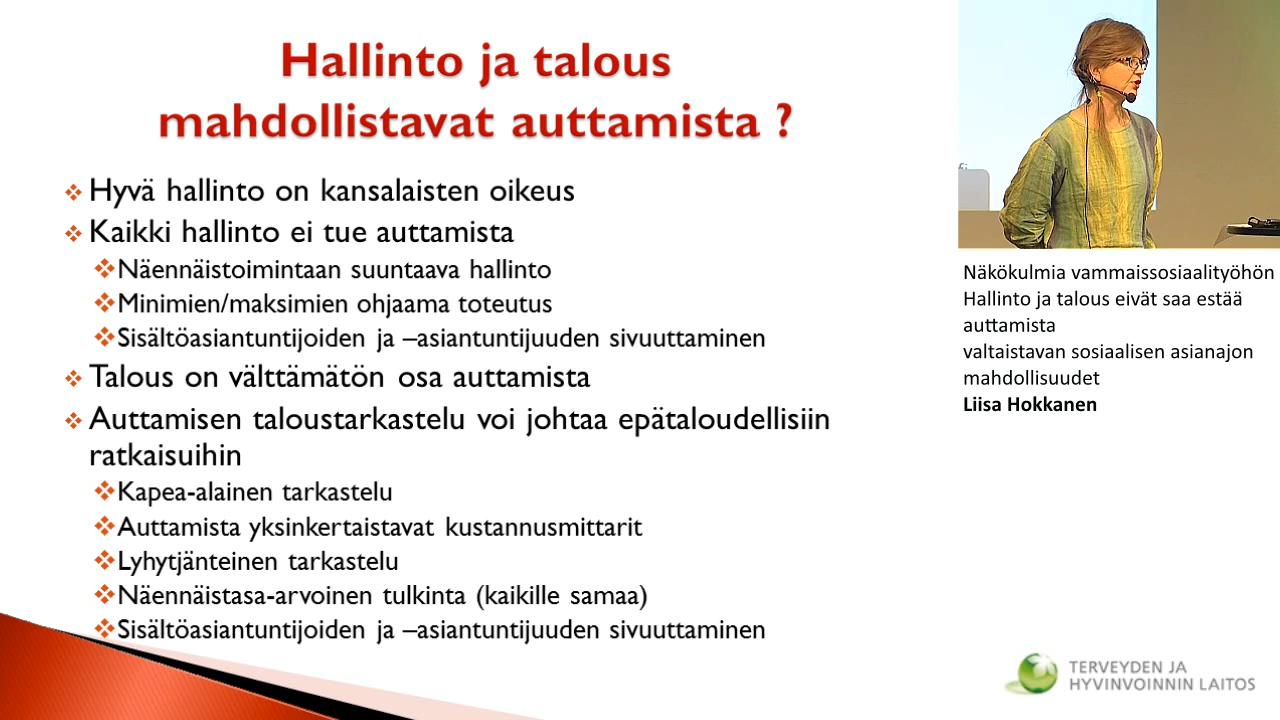 Hallinto ja talous
mahdollistavat auttamista ?
Hyvä hallinto on kansalaisten oikeus
Kaikki hallinto ei tue auttamista
Näennäistoimintaan suuntaava hallinto
Minimien/maksimien ohjaama toteutus
Sisältöasiantuntijoiden ja –asiantuntijuuden sivuuttaminen
Talous on välttämätön osa auttamista
Auttamisen taloustarkastelu voi johtaa epätaloudellisiin
ratkaisuihin
Kapea-alainen tarkastelu
Auttamista yksinkertaistavat kustannusmittarit
Lyhytjänteinen tarkastelu
Näennäistasa-arvoinen tulkinta (kaikille samaa)
Sisältöasiantuntijoiden ja –asiantuntijuuden sivuuttaminen
Näkökulmia vammaissosiaalityöhön
Hallinto ja talous eivät saa estää
auttamista
valtaistavan sosiaalisen asianajon
mahdollisuudet
Liisa Hokkanen
TERVEYDEN JA
HYVINVOINNIN LAITOS